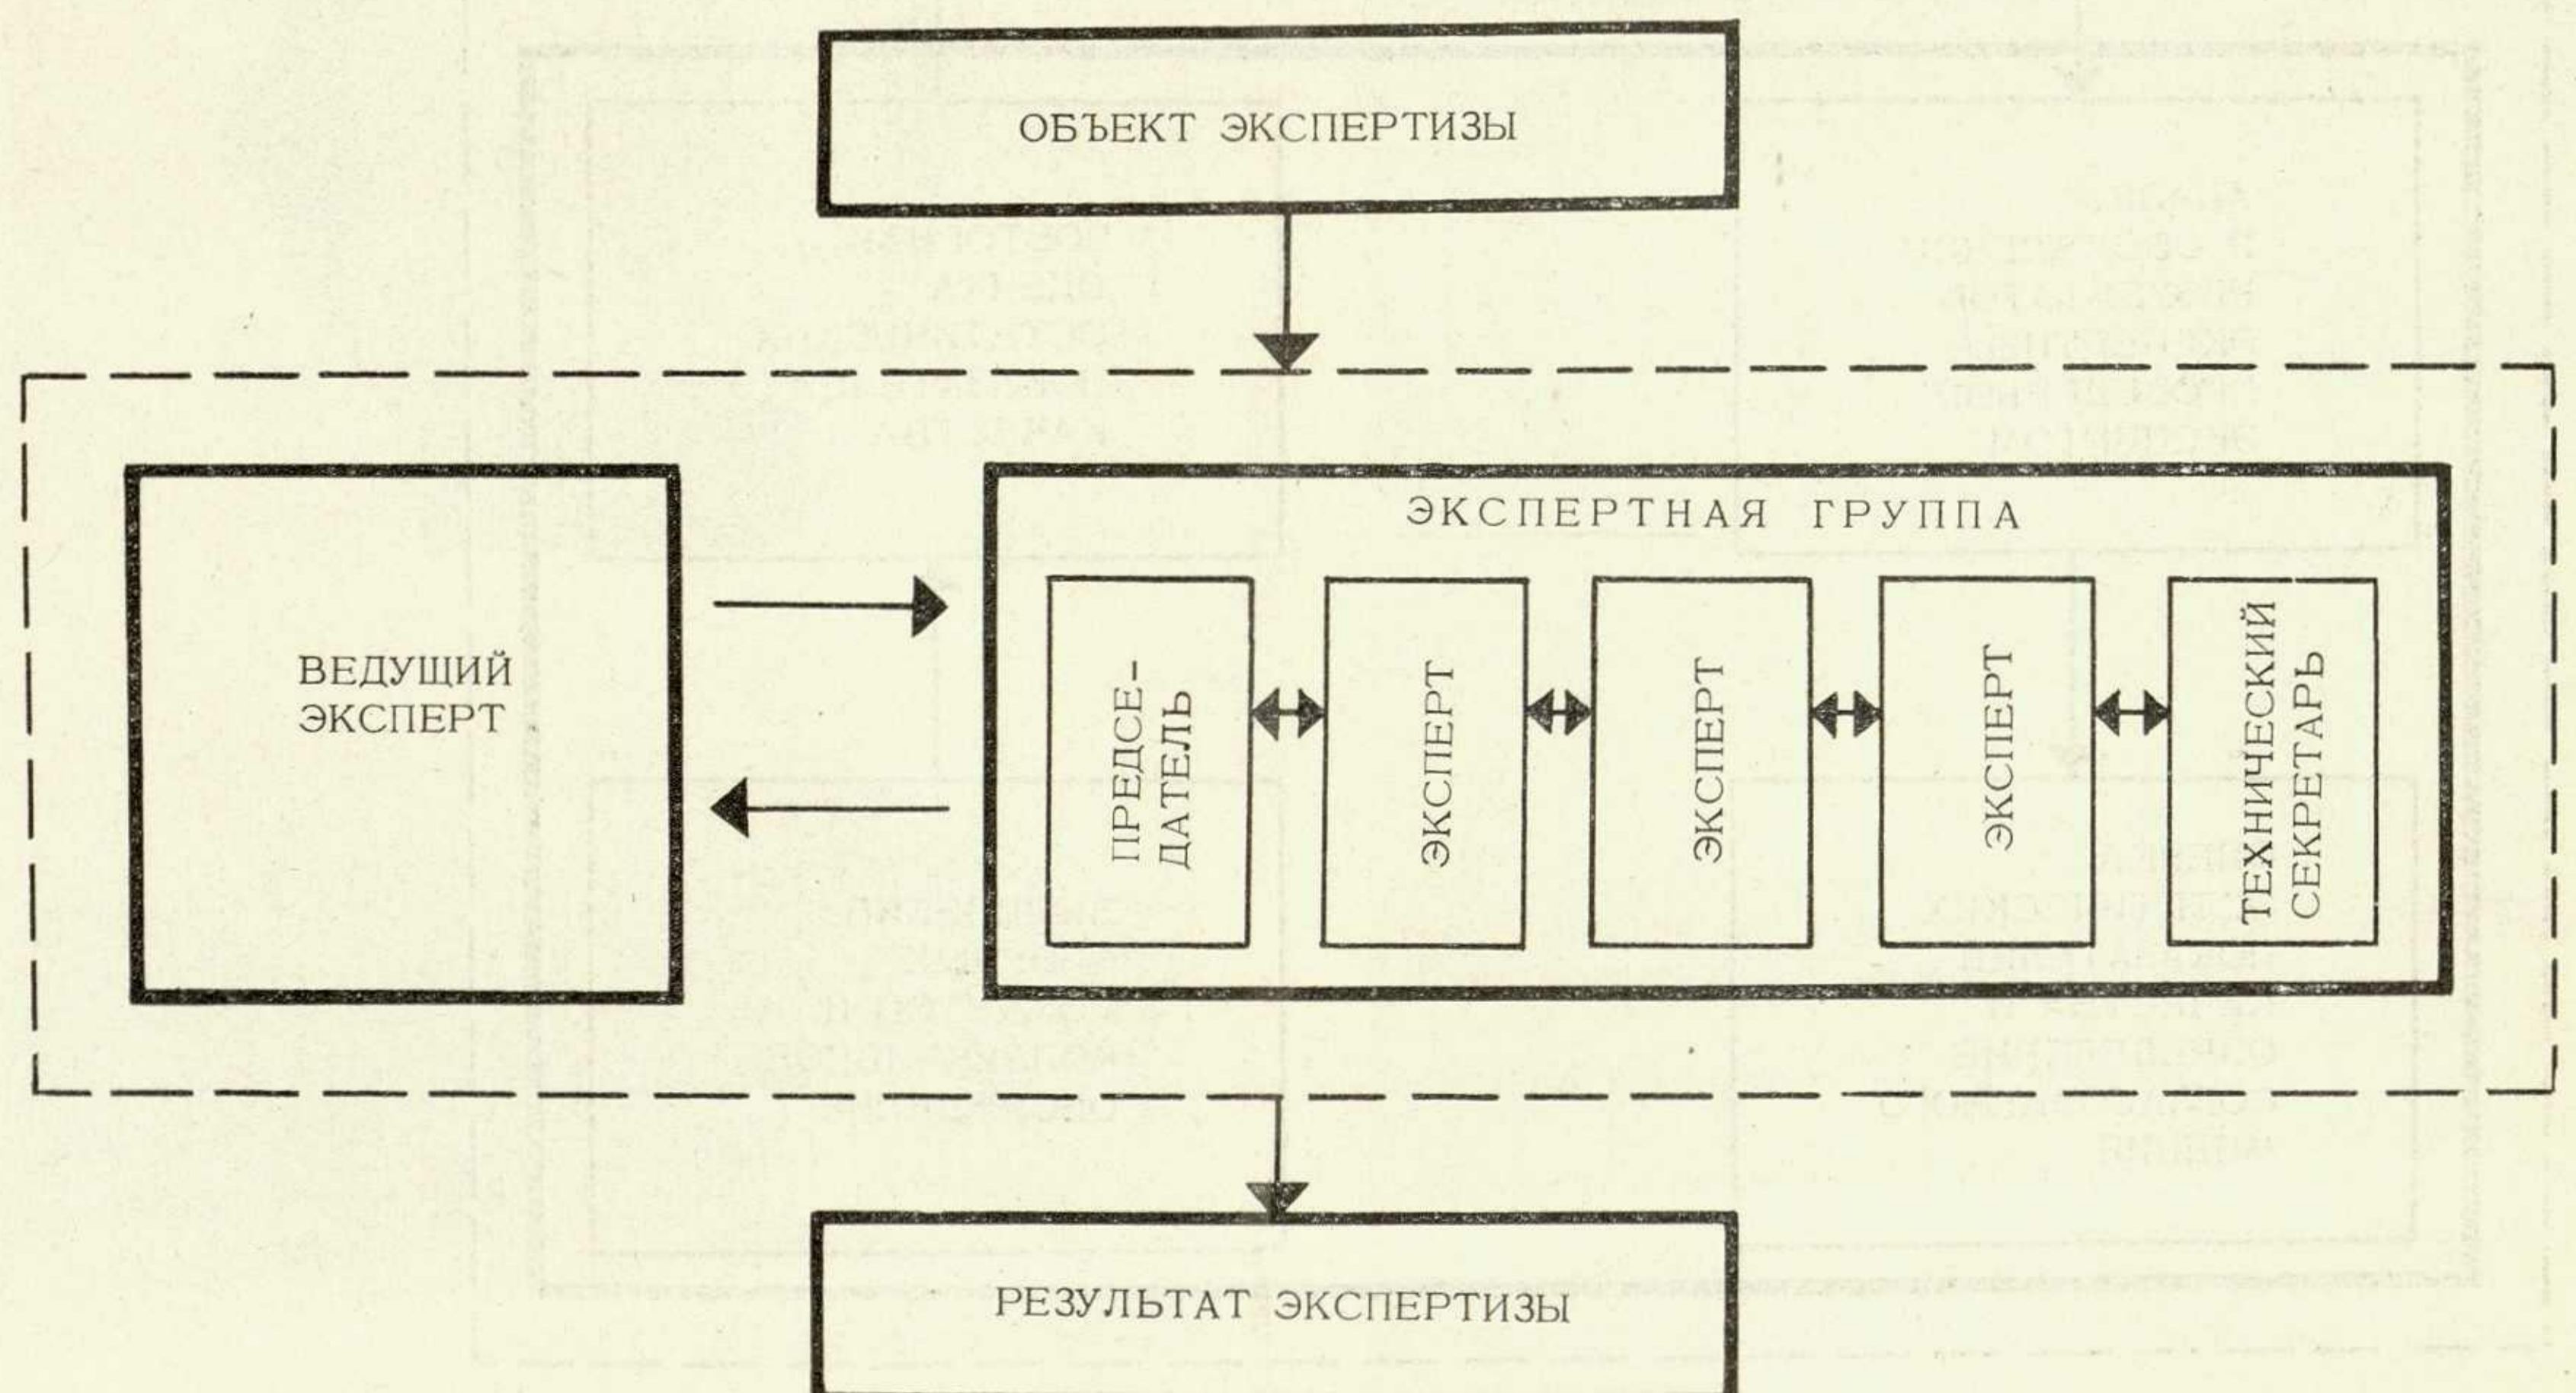 ОБЪЕКТ ЭКСПЕРТИЗЫ
ВЕДУЩИЙ
ЭКСПЕРТ
ЭКСПЕРТНАЯ ГРУППА
ПРЕДСЕ-
ДАТЕЛЬ
ЭКСПЕРТ
ЭКСПЕРТ
ЭКСПЕРТ
ТЕХНИЧЕСКИЙ
СЕКРЕТАРЬ
РЕЗУЛЬТАТ ЭКСПЕРТИЗЫ